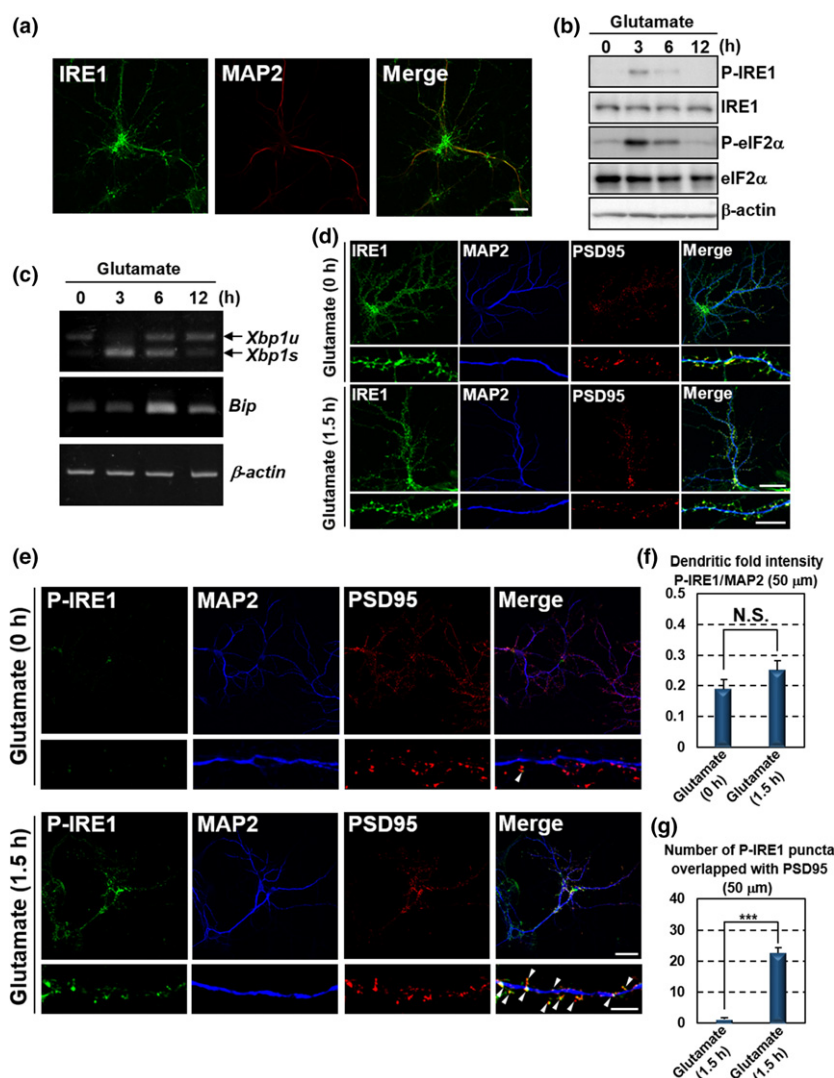 (a)
IRE1 MAP2 Merge
(b)
Glutamate
0 3 6 12 (h)
P-IRE1
IRE1
P-eIF2α
eIF2α
β-actin
(c)
Glutamate
0 3 6 12 (h)
Xbp1u
Xbp1s
Bip
β-actin
(d)
IRE1 MAP2 PSD95 Merge
Glutamate (0 h)
IRE1 MAP2 PSD95 Merge
Glutamate (1.5 h)
(e)
P-IRE1 MAP2 PSD95 Merge
Glutamate (0 h)
P-IRE1 MAP2 PSD95 Merge
Glutamate (1.5 h)
(f)
Dendritic fold intensity
P-IRE1/MAP2 (50 µm)
0.5
0.4
0.3
0.2
0.1
0
N.S.
Glutamate
(0 h)
Glutamate
(1.5 h)
(g)
Number of P-IRE1 puncta
overlapped with PSD95
(50 µm)
40
30
20
10
0
***
Glutamate
(1.5 h)
Glutamate
(1.5 h)